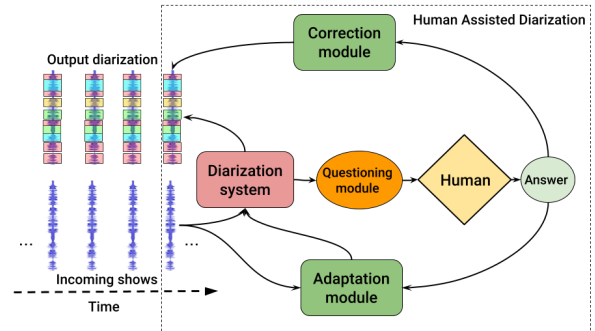 Human Assisted Diarization
Output diarization
Correction
module
Diarization
system
Questioning
module
Human
Answer
...
...
Incoming shows
Adaptation
module
Time